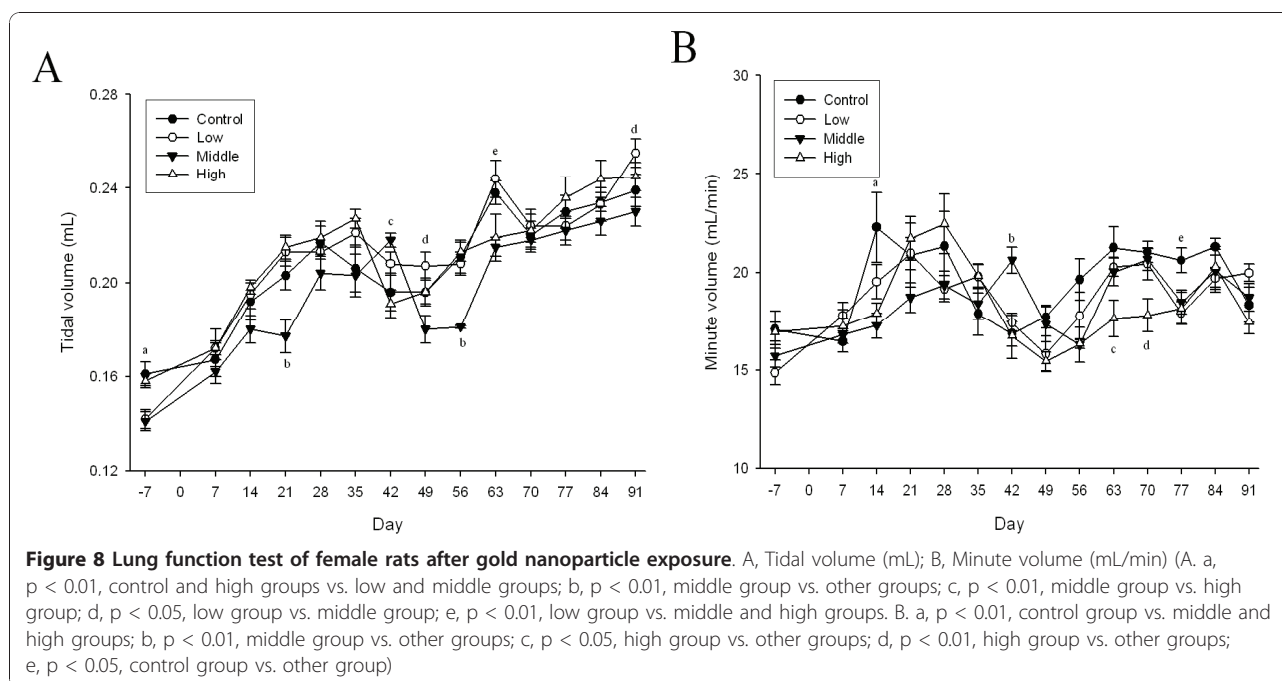 A
Tidal volume (mL)
0.28
0.24
0.20
0.16
0.12
Control
Low
Middle
High
a
b
c
d
b
e
d
-7 0 7 14 21 28 35 42 49 56 63 70 77 84 91
Day
B
Minute volume (mL/min)
30
25
20
15
10
Control
Low
Middle
High
a
b
c
d
e
-7 0 7 14 21 28 35 42 49 56 63 70 77 84 91
Day
Figure 8 Lung function test of female rats after gold nanoparticle exposure. A, Tidal volume (mL); B, Minute volume (mL/min) (A. a,
p < 0.01, control and high groups vs. low and middle groups; b, p < 0.01, middle group vs. other groups; c, p < 0.01, middle group vs. high
group; d, p < 0.05, low group vs. middle group; e, p < 0.01, low group vs. middle and high groups. B. a, p < 0.01, control group vs. middle and
high groups; b, p < 0.01, middle group vs. other groups; c, p < 0.05, high group vs. other groups; d, p < 0.01, high group vs. other groups;
e, p < 0.05, control group vs. other group)